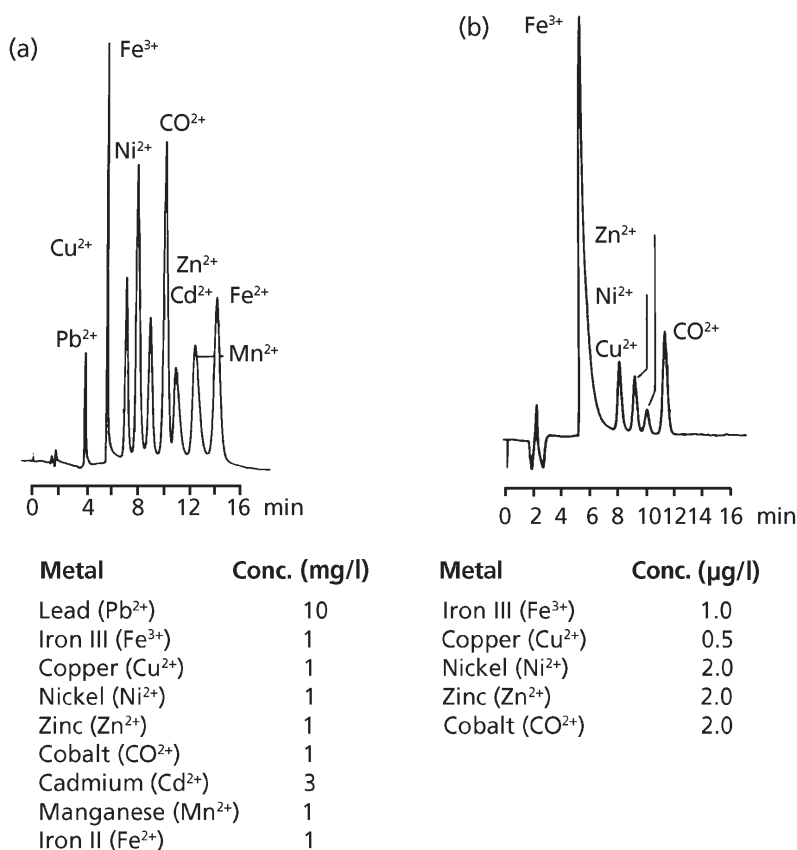 (a)
Fe³⁺
CO²⁺
Ni²⁺
Cu²⁺
Zn²⁺
Cd²⁺ Fe²⁺
Pb²⁺
Mn²⁺
0 4 8 12 16 min
Metal Conc. (mg/l)
Lead (Pb²⁺) 10
Iron III (Fe³⁺) 1
Copper (Cu²⁺) 1
Nickel (Ni²⁺) 1
Zinc (Zn²⁺) 1
Cobalt (CO²⁺) 1
Cadmium (Cd²⁺) 3
Manganese (Mn²⁺) 1
Iron II (Fe²⁺) 1
(b)
Fe³⁺
Zn²⁺
Ni²⁺
Cu²⁺
CO²⁺
0 2 4 6 8 10 12 14 16 min
Metal Conc. (μg/l)
Iron III (Fe³⁺) 1.0
Copper (Cu²⁺) 0.5
Nickel (Ni²⁺) 2.0
Zinc (Zn²⁺) 2.0
Cobalt (CO²⁺) 2.0